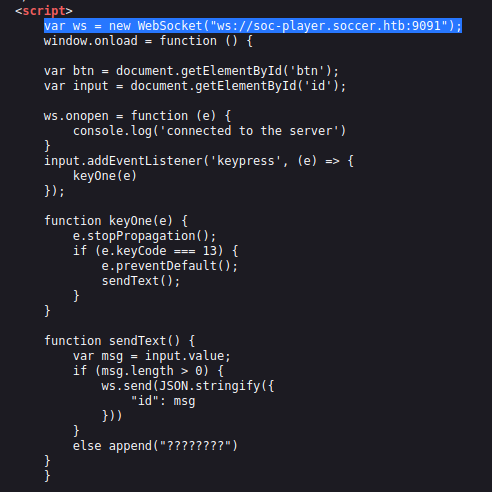 <script>
var ws = new WebSocket("ws://soc-player.soccer.htb:9091");
window.onload = function () {
var btn = document.getElementById('btn');
var input = document.getElementById('id');
ws.onopen = function (e) {
console.log('connected to the server')
}
input.addEventListener('keypress', (e) => {
keyOne(e)
});
function keyOne(e) {
e.stopPropagation();
if (e.keyCode === 13) {
e.preventDefault();
sendText();
}
}
function sendText() {
var msg = input.value;
if (msg.length > 0) {
ws.send(JSON.stringify({
"id": msg
}))
}
else append("????????")
}
}